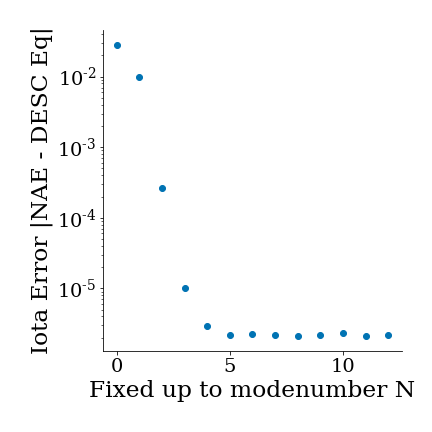 Iota Error |NAE - DESC Eq|
10-2
10-3
10-4
10-5
0 5 10
Fixed up to modenumber N